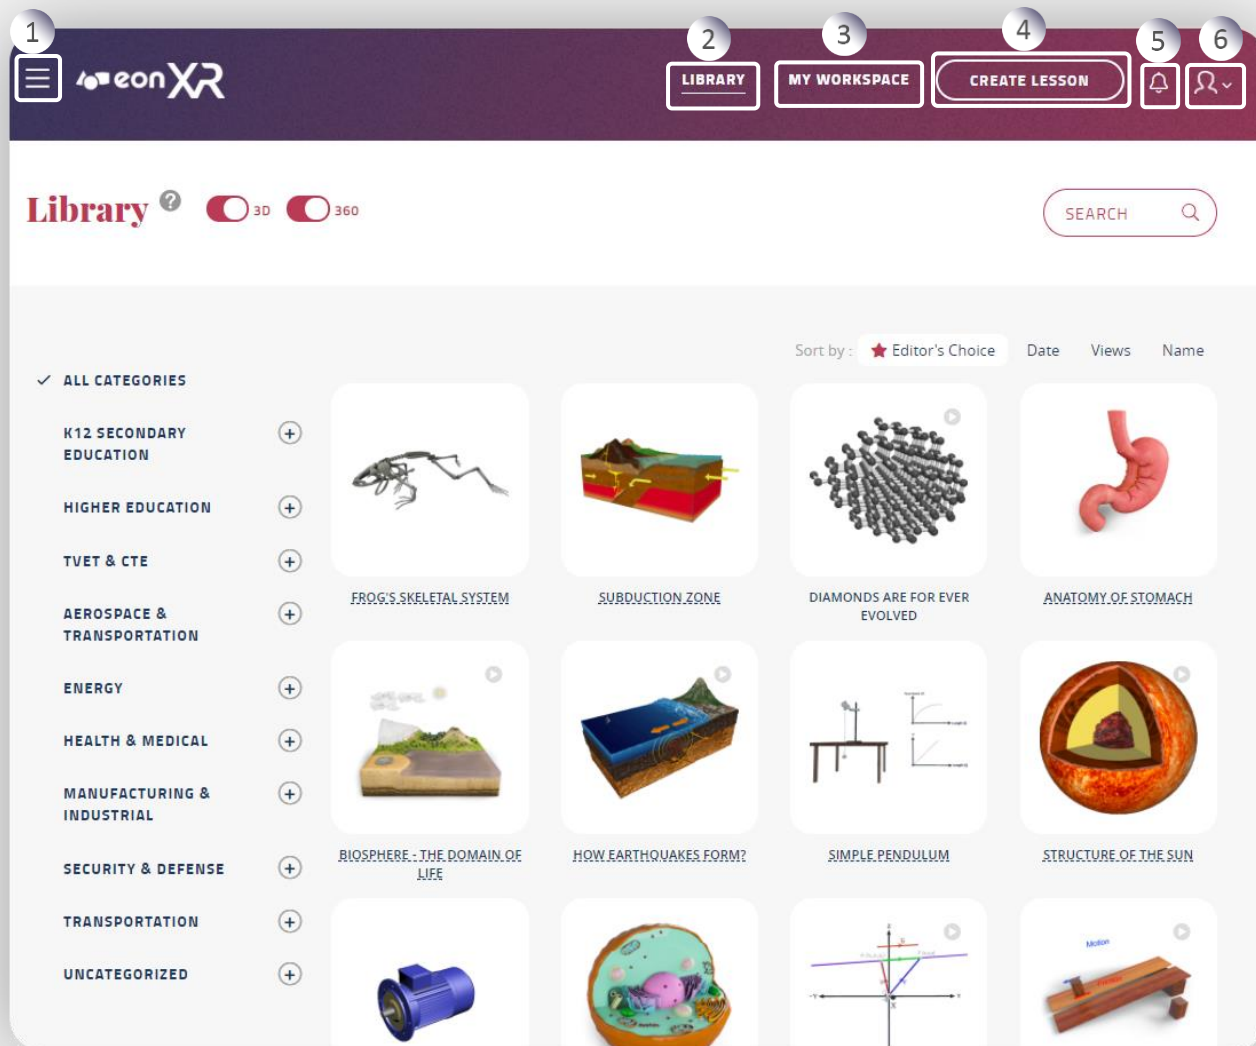 1
2
3
4
5
6
eon XR
LIBRARY
MY WORKSPACE
CREATE LESSON
Library ?
3D
360
SEARCH
Sort by :
Editor's Choice
Date
Views
Name
ALL CATEGORIES
K12 SECONDARY
EDUCATION
HIGHER EDUCATION
TVET & CTE
AEROSPACE &
TRANSPORTATION
ENERGY
HEALTH & MEDICAL
MANUFACTURING &
INDUSTRIAL
SECURITY & DEFENSE
TRANSPORTATION
UNCATEGORIZED
FROG'S SKELETAL SYSTEM
SUBDUCTION ZONE
DIAMONDS ARE FOR EVER
EVOLVED
ANATOMY OF STOMACH
BIOSPHERE - THE DOMAIN OF
LIFE
HOW EARTHQUAKES FORM?
SIMPLE PENDULUM
STRUCTURE OF THE SUN
Motion